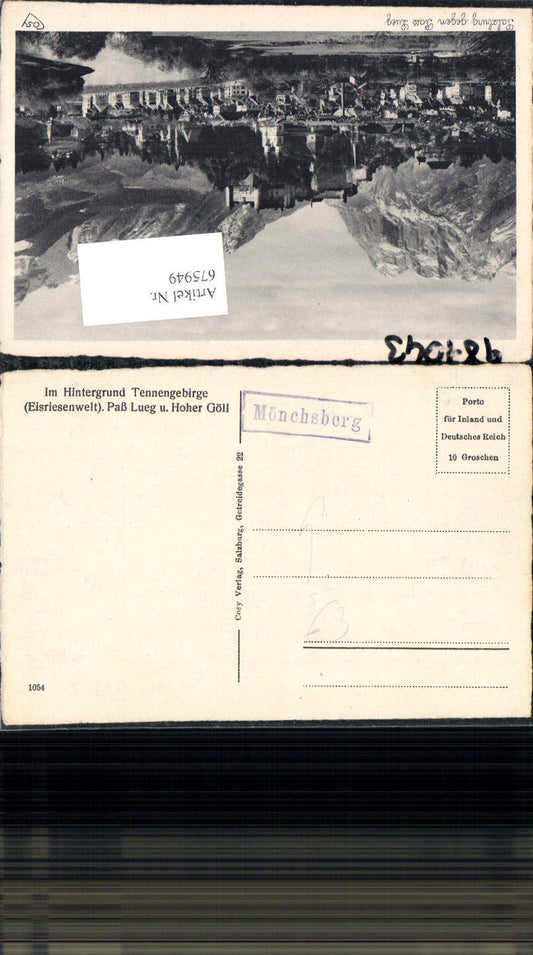 Salzburg gegen Paß Lueg
Cosy
Artikel Nr.
675949
Im Hintergrund Tennengebirge
(Eisriesenwelt). Paß Lueg u. Hoher Göll
Mönchsberg
Porto
für Inland und
Deutsches Reich
10 Groschen
Cosy Verlag, Salzburg, Getreidegasse 22
1054